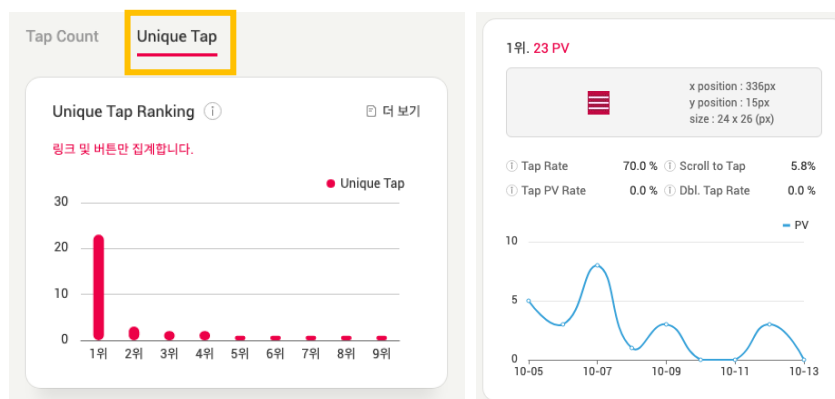 Tap Count
Unique Tap
Unique Tap Ranking
더 보기
링크 및 버튼만 집계합니다.
Unique Tap
30
20
10
0
1위 2위 3위 4위 5위 6위 7위 8위 9위
1위. 23 PV
x position : 336px
y position : 15px
size : 24 x 26 (px)
Tap Rate 70.0 % Scroll to Tap 5.8%
Tap PV Rate 0.0 % Dbl. Tap Rate 0.0 %
PV
10
5
0
10-05 10-07 10-09 10-11 10-13